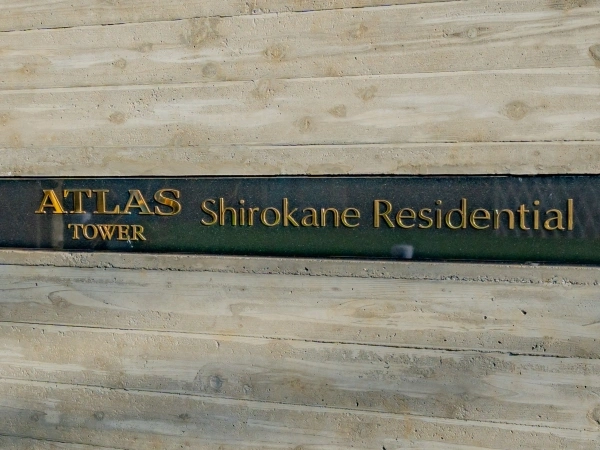 ATLAS
TOWER
Shirokane Residential